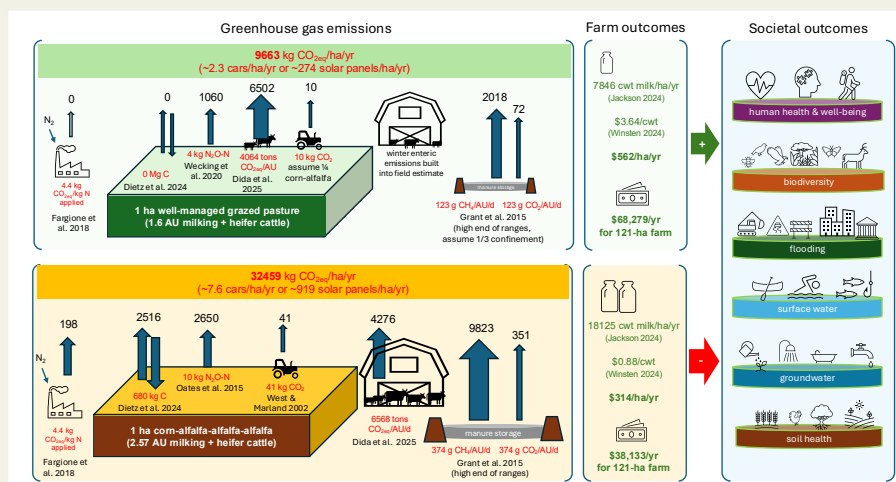 Greenhouse gas emissions
Farm outcomes
Societal outcomes
9663 kg CO2eq/ha/yr
(~2.3 cars/ha/yr or ~274 solar panels/ha/yr)
0
N2
4.4 kg
CO2eq/kg N
applied
Fargione et
al. 2018
0
0 Mg C
Dietz et al. 2024
1060
4 kg N2O-N
Wecking et
al. 2020
6502
4064 tons
CO2eq/AU
Dida et al.
2025
10
10 kg CO2
assume ¼
corn-alfalfa
winter enteric
emissions built
into field estimate
2018
72
manure storage
123 g CH4/AU/d
123 g CO2/AU/d
Grant et al. 2015
(high end of ranges,
assume 1/3 confinement)
1 ha well-managed grazed pasture
(1.6 AU milking + heifer cattle)
7846 cwt milk/ha/yr
(Jackson 2024)
$3.64/cwt
(Winsten 2024)
$562/ha/yr
$68,279/yr
for 121-ha farm
+
32459 kg CO2eq/ha/yr
(~7.6 cars/ha/yr or ~919 solar panels/ha/yr)
198
N2
4.4 kg
CO2eq/kg N
applied
Fargione et
al. 2018
2516
680 kg C
Dietz et al. 2024
2650
10 kg N2O-N
Oates et al. 2015
41
41 kg CO2
West &
Marland 2002
4276
6568 tons
CO2eq/AU/d
Dida et al. 2025
9823
351
manure storage
374 g CH4/AU/d
374 g CO2/AU/d
Grant et al. 2015
(high end of ranges)
1 ha corn-alfalfa-alfalfa-alfalfa
(2.57 AU milking + heifer cattle)
18125 cwt milk/ha/yr
(Jackson 2024)
$0.88/cwt
(Winsten 2024)
$314/ha/yr
$38,133/yr
for 121-ha farm
-
human health & well-being
biodiversity
flooding
surface water
groundwater
soil health